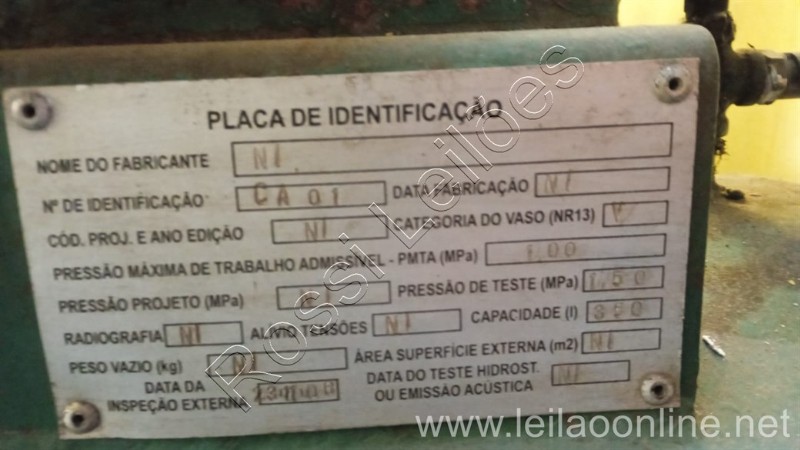 PLACA DE IDENTIFICAÇÃO
NOME DO FABRICANTE NI
Nº DE IDENTIFICAÇÃO CA 01 DATA FABRICAÇÃO NI
CÓD. PROJ. E ANO EDIÇÃO NI CATEGORIA DO VASO (NR13) V
PRESSÃO MÁXIMA DE TRABALHO ADMISSÍVEL - PMTA (MPa) 1,00
PRESSÃO PROJETO (MPa) PRESSÃO DE TESTE (MPa) 1,50
RADIOGRAFIA NI ALIVIO TENSÕES NI CAPACIDADE (l)
PESO VAZIO (kg) NI ÁREA SUPERFÍCIE EXTERNA (m2) NI
DATA DA INSPEÇÃO EXTERNA DATA DO TESTE HIDROST. OU EMISSÃO ACÚSTICA NI
Rossi Leilões
www.leilaoonline.net